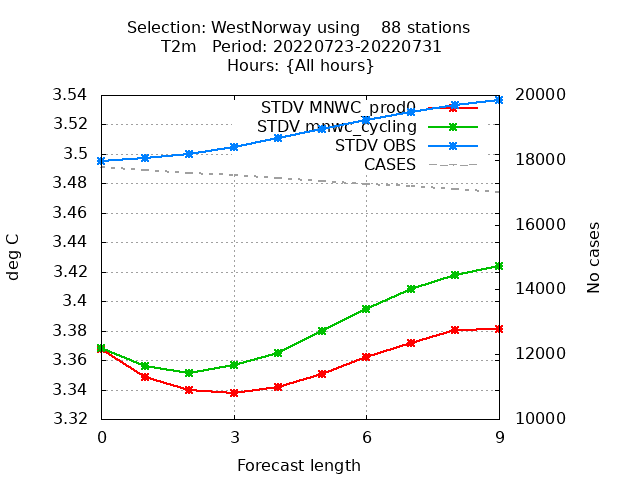 Selection: WestNorway using    88 stations
T2m   Period: 20220723-20220731
Hours: {All hours}
3.54
3.52
3.5
3.48
3.46
3.44
3.42
3.4
3.38
3.36
3.34
3.32
deg C
STDV MNWC_prod0
STDV mnwc_cycling
STDV OBS
CASES
20000
18000
16000
14000
12000
10000
No cases
0 3 6 9
Forecast length